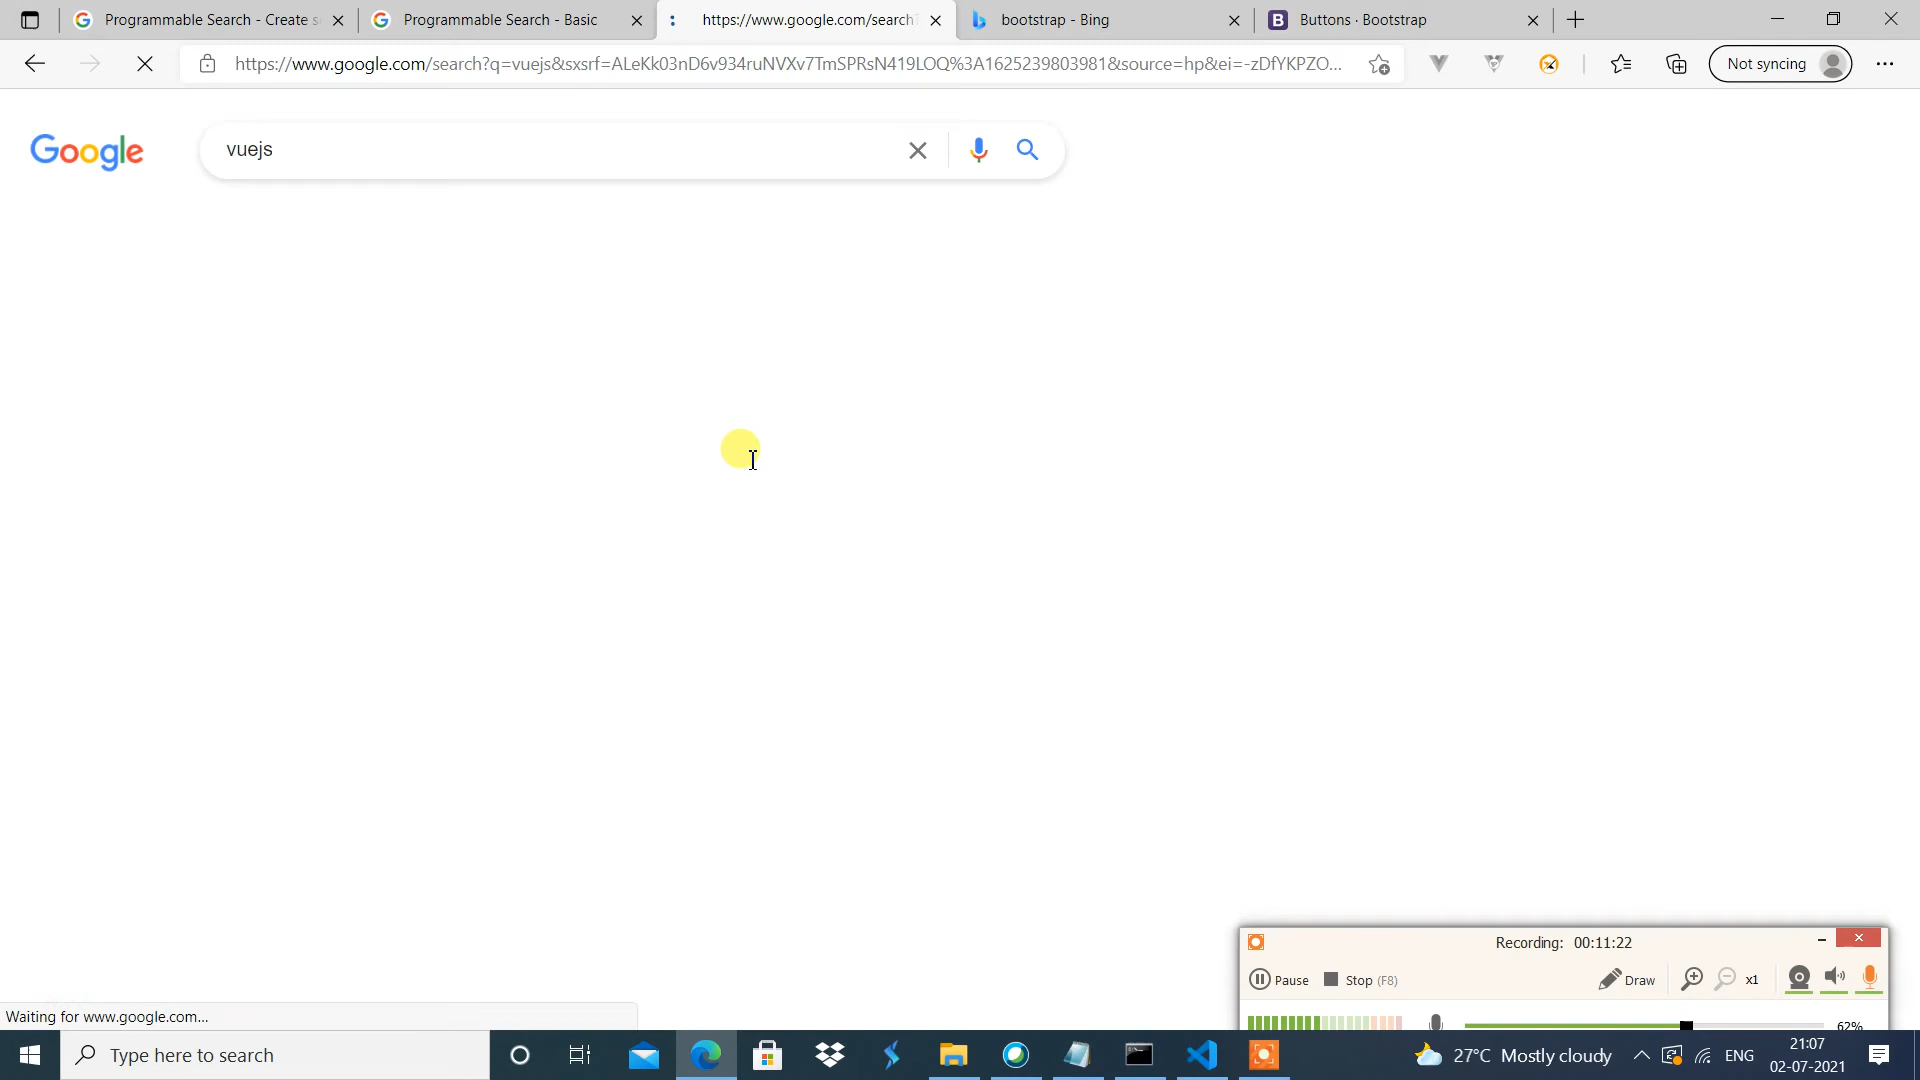 Programmable Search - Create s
Programmable Search - Basic
https://www.google.com/search?
bootstrap - Bing
Buttons · Bootstrap
https://www.google.com/search?q=vuejs&sxsrf=ALeKk03nD6v934ruNVXv7TmSPRsN419LOQ%3A1625239803981&source=hp&ei=-zDfYKPZO...
Not syncing
Google
vuejs
Recording: 00:11:22
Pause
Stop (F8)
Draw
x1
62%
Waiting for www.google.com...
Type here to search
27°C Mostly cloudy
ENG
21:07
02-07-2021